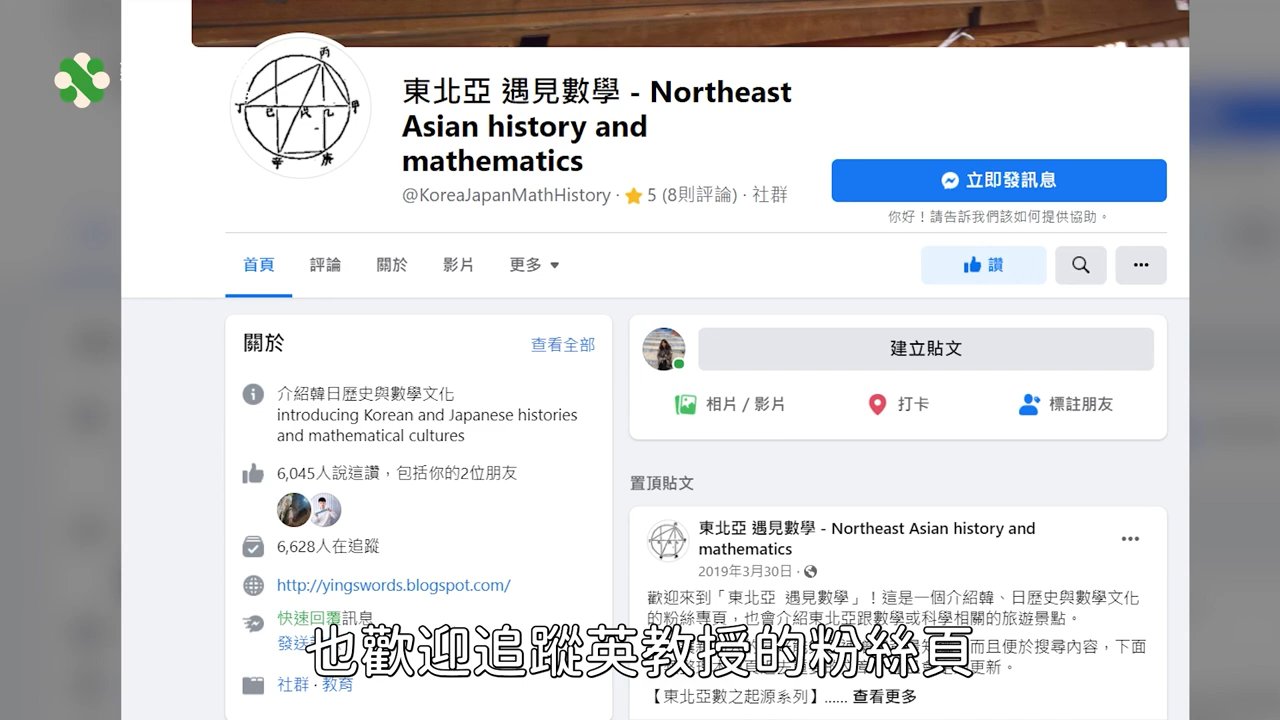 丙
丁 己 戊 乙 甲
辛 庚
東北亞 遇見數學 - Northeast
Asian history and
mathematics
@KoreaJapanMathHistory · 5 (8則評論) · 社群
立即發訊息
你好！請告訴我們該如何提供協助。
首頁 評論 關於 影片 更多
讚
關於 查看全部
介紹韓日歷史與數學文化
introducing Korean and Japanese histories
and mathematical cultures
6,045人說這讚，包括你的2位朋友
6,628人在追蹤
http://yingswords.blogspot.com/
快速回覆訊息
發送
社群 · 教育
建立貼文
相片 / 影片 打卡 標註朋友
置頂貼文
東北亞 遇見數學 - Northeast Asian history and
mathematics
2019年3月30日 ·
歡迎來到「東北亞 遇見數學」！這是一個介紹韓、日歷史與數學文化
的粉絲專頁，也會介紹東北亞跟數學或科學相關的旅遊景點。
而且便於搜尋內容，下面
更新。
【東北亞數之起源系列】...... 查看更多
也歡迎追蹤英教授的粉絲頁